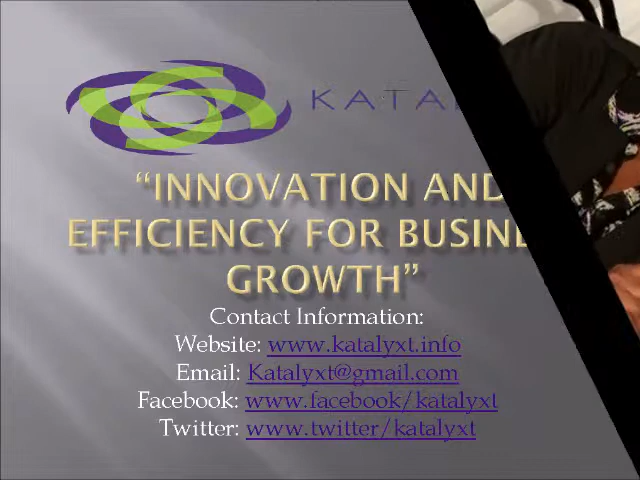 KATA
“INNOVATION AND
EFFICIENCY FOR BUSINE
GROWTH”
Contact Information:
Website: www.katalyxt.info
Email: Katalyxt@gmail.com
Facebook: www.facebook/katalyxt
Twitter: www.twitter/katalyxt